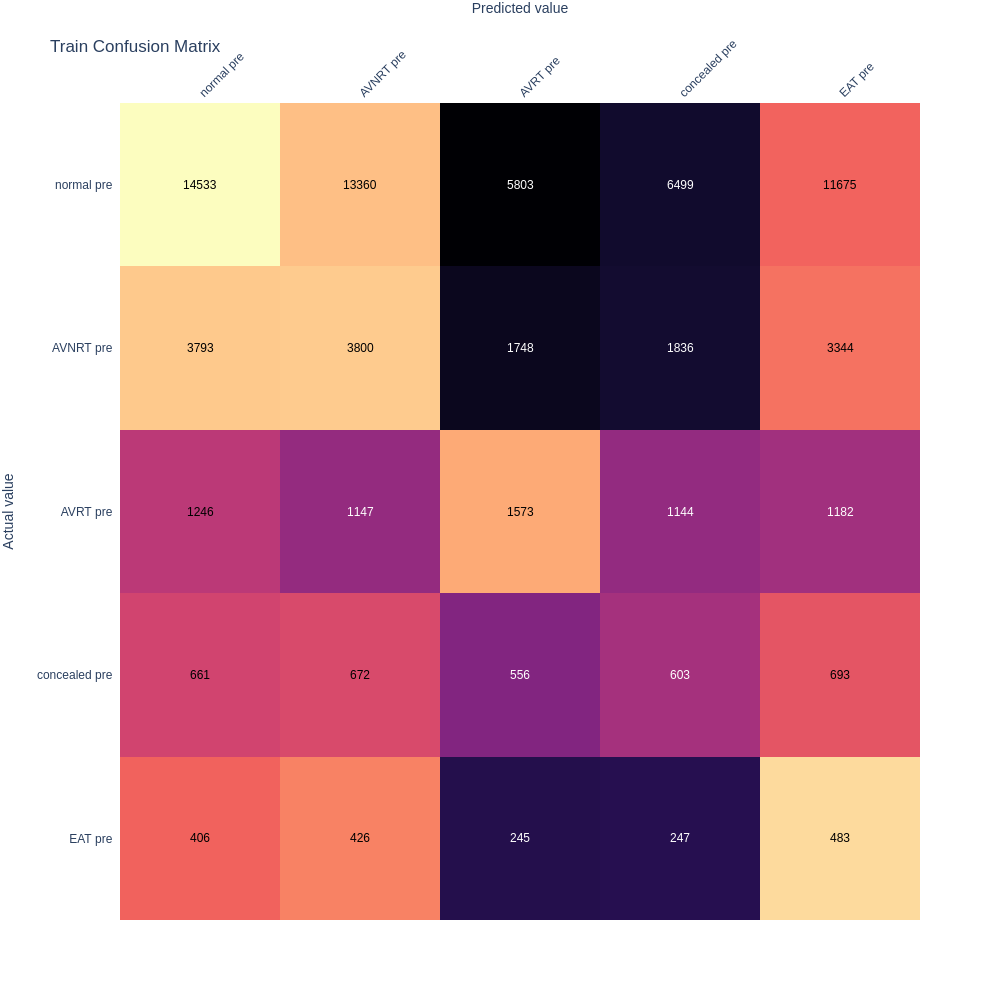 Predicted value
Train Confusion Matrix
normal pre AVNRT pre AVRT pre concealed pre EAT pre
normal pre 14533 13360 5803 6499 11675
AVNRT pre 3793 3800 1748 1836 3344
Actual value
AVRT pre 1246 1147 1573 1144 1182
concealed pre 661 672 556 603 693
EAT pre 406 426 245 247 483